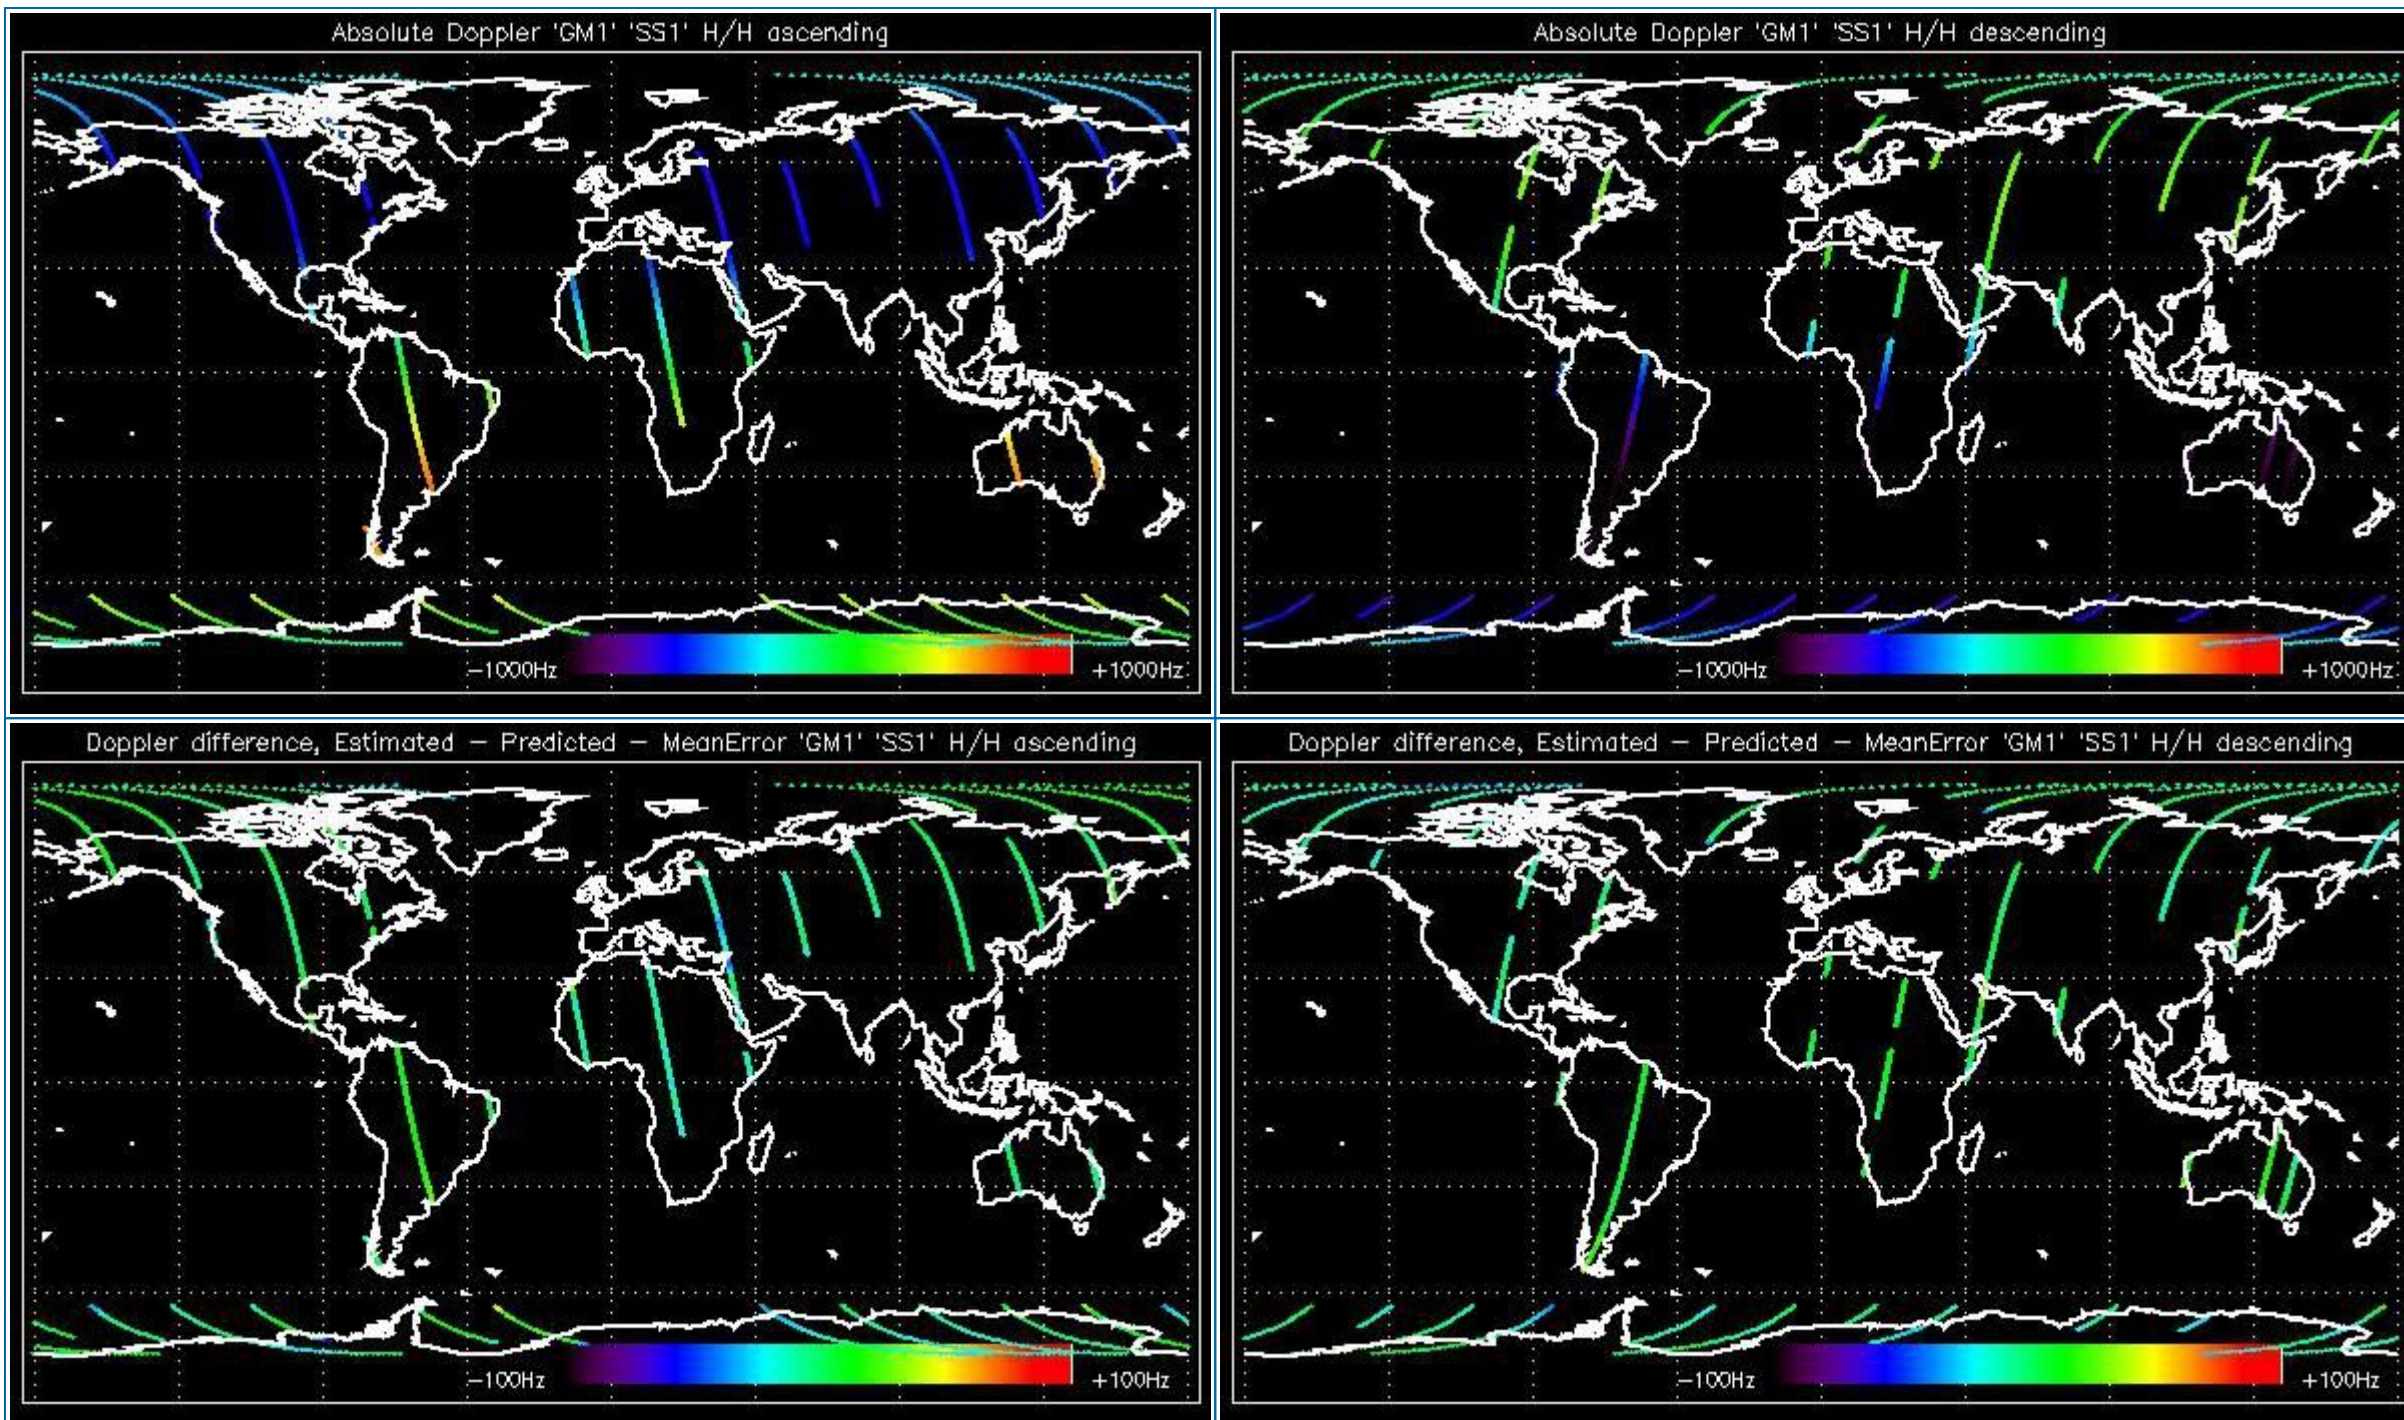 Absolute Doppler 'GM1' 'SS1' H/H ascending
-1000Hz
+1000Hz
Absolute Doppler 'GM1' 'SS1' H/H descending
-1000Hz
+1000Hz
Doppler difference, Estimated - Predicted - MeanError 'GM1' 'SS1' H/H ascending
-100Hz
+100Hz
Doppler difference, Estimated - Predicted - MeanError 'GM1' 'SS1' H/H descending
-100Hz
+100Hz